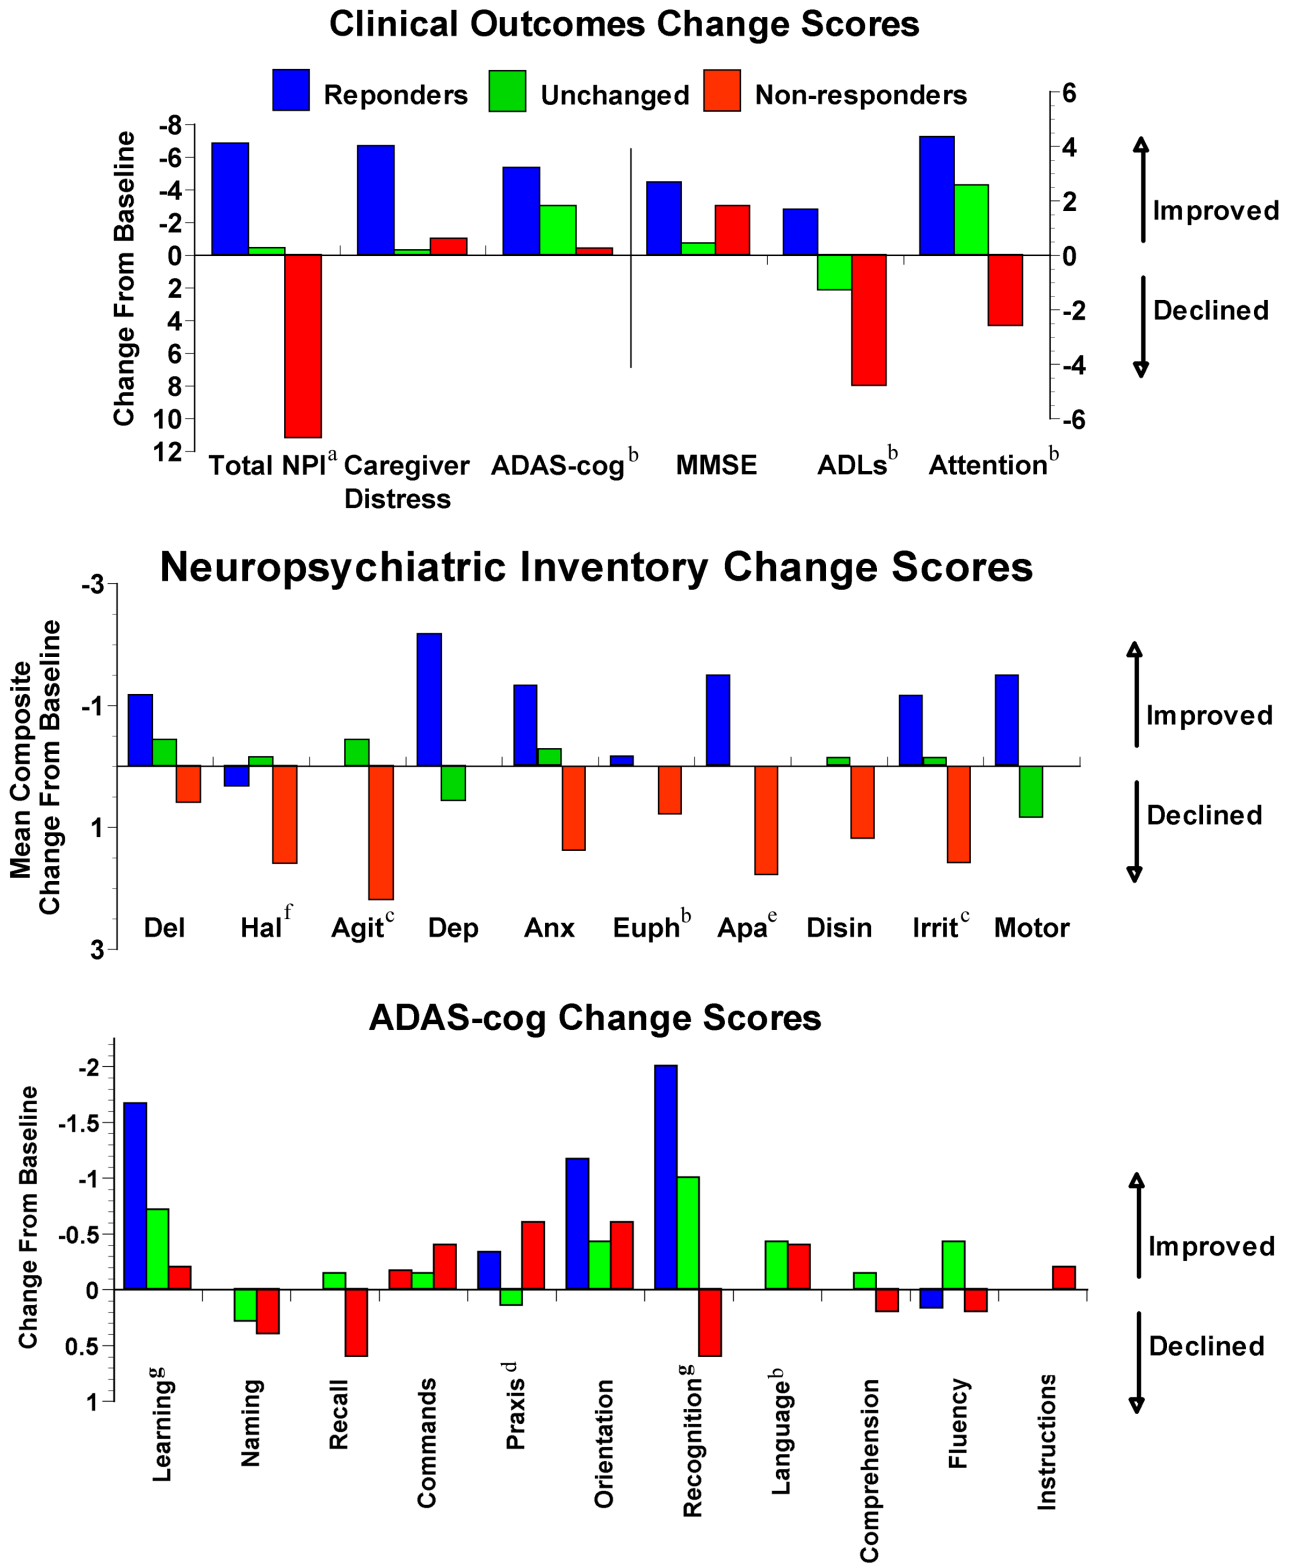 Clinical Outcomes Change Scores
Reponders Unchanged Non-responders
Change From Baseline
-8
-6
-4
-2
0
2
4
6
8
10
12
6
4
2
0
-2
-4
-6
Improved
Declined
Total NPIa Caregiver Distress ADAS-cogb MMSE ADLsb Attentionb
Neuropsychiatric Inventory Change Scores
Mean Composite
Change From Baseline
-3
-1
1
3
Improved
Declined
Del Half Agitc Dep Anx Euphb Apae Disin Irritc Motor
ADAS-cog Change Scores
Change From Baseline
-2
-1.5
-1
-0.5
0
0.5
1
Improved
Declined
Learningg
Naming
Recall
Commands
Praxisd
Orientation
Recognitiong
Languageb
Comprehension
Fluency
Instructions